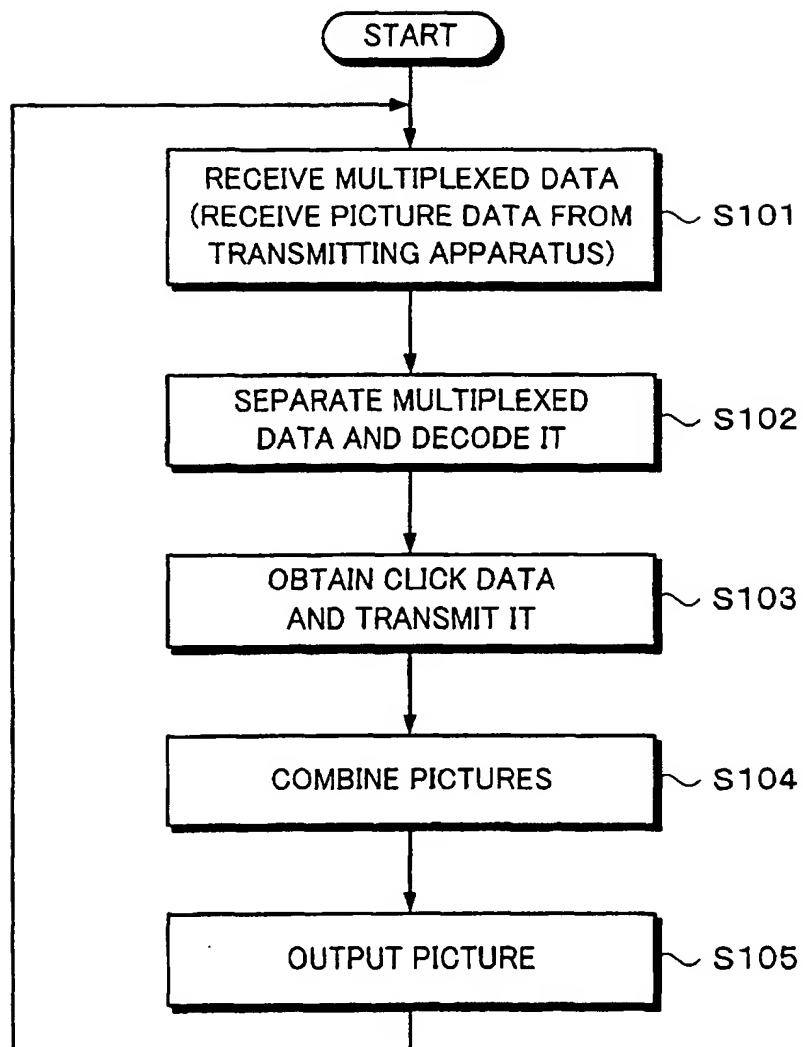 START
RECEIVE MULTIPLEXED DATA
(RECEIVE PICTURE DATA FROM
TRANSMITTING APPARATUS)
S101
SEPARATE MULTIPLEXED
DATA AND DECODE IT
S102
OBTAIN CLICK DATA
AND TRANSMIT IT
S103
COMBINE PICTURES
S104
OUTPUT PICTURE
S105